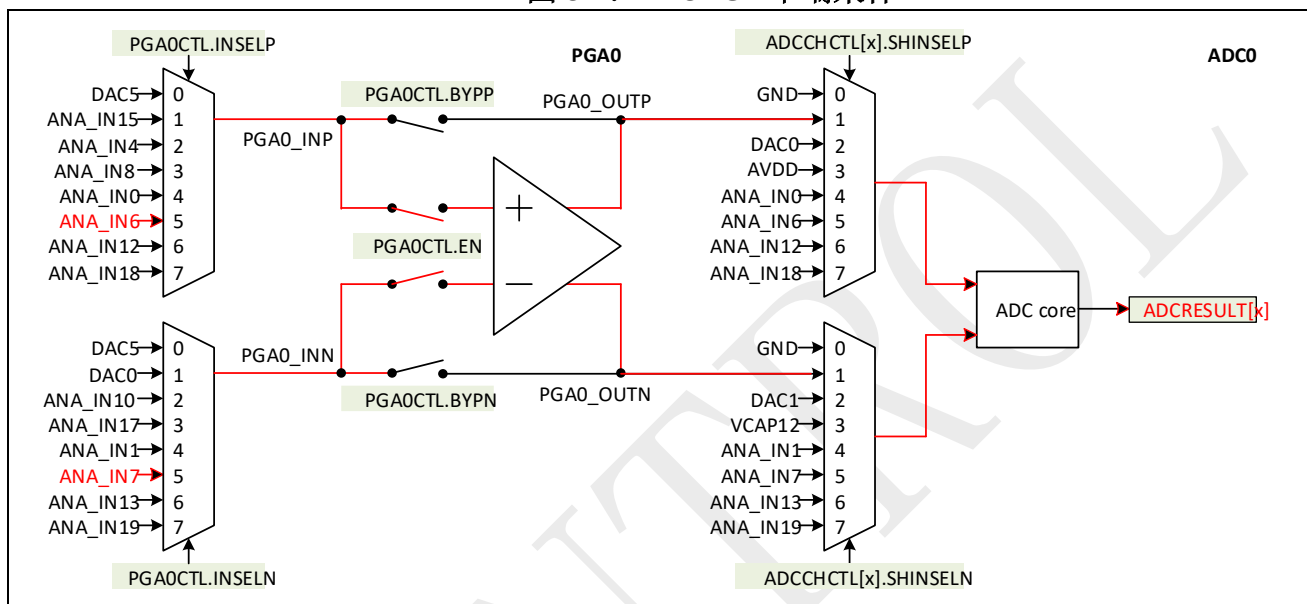 PGA0CTL.INSELP
ADCCHCTL[x].SHINSELP
PGA0
ADC0
DAC5 0
ANA_IN15 1
ANA_IN4 2
ANA_IN8 3
ANA_IN0 4
ANA_IN6 5
ANA_IN12 6
ANA_IN18 7
PGA0CTL.BYPP
PGA0_INP
PGA0_OUTP
PGA0CTL.EN
+
−
GND 0
1
DAC0 2
AVDD 3
ANA_IN0 4
ANA_IN6 5
ANA_IN12 6
ANA_IN18 7
ADC core
ADCRESULT[x]
DAC5 0
DAC0 1
ANA_IN10 2
ANA_IN17 3
ANA_IN1 4
ANA_IN7 5
ANA_IN13 6
ANA_IN19 7
PGA0_INN
PGA0CTL.BYPN
PGA0_OUTN
GND 0
1
DAC1 2
VCAP12 3
ANA_IN1 4
ANA_IN7 5
ANA_IN13 6
ANA_IN19 7
PGA0CTL.INSELN
ADCCHCTL[x].SHINSELN
NTROL